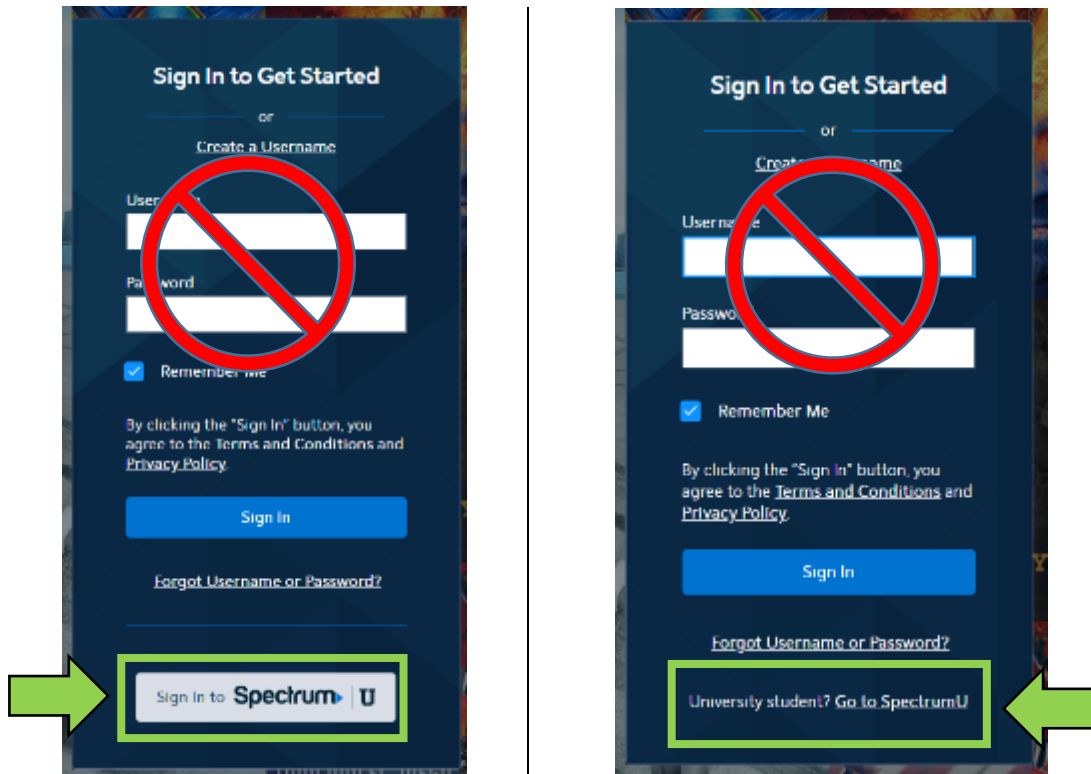 Sign In to Get Started
or
Create a Username
Password
Remember Me
By clicking the "Sign In" button, you
agree to the Terms and Conditions and
Privacy Policy.
Sign In
Forgot Username or Password?
Sign In to Spectrum | U
Sign In to Get Started
or
Username
Password
Remember Me
By clicking the "Sign In" button, you
agree to the Terms and Conditions and
Privacy Policy.
Sign In
Forgot Username or Password?
University student? Go to SpectrumU